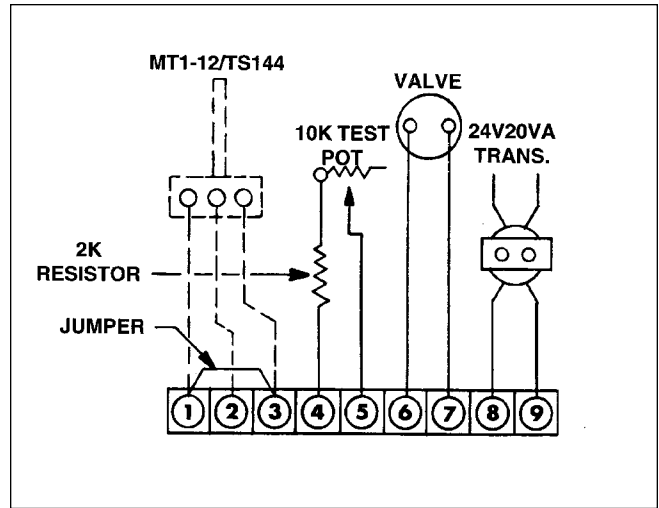 MT1-12/TS144
VALVE
10K TEST
POT
24V20VA
TRANS.
2K
RESISTOR
JUMPER
1 2 3 4 5 6 7 8 9